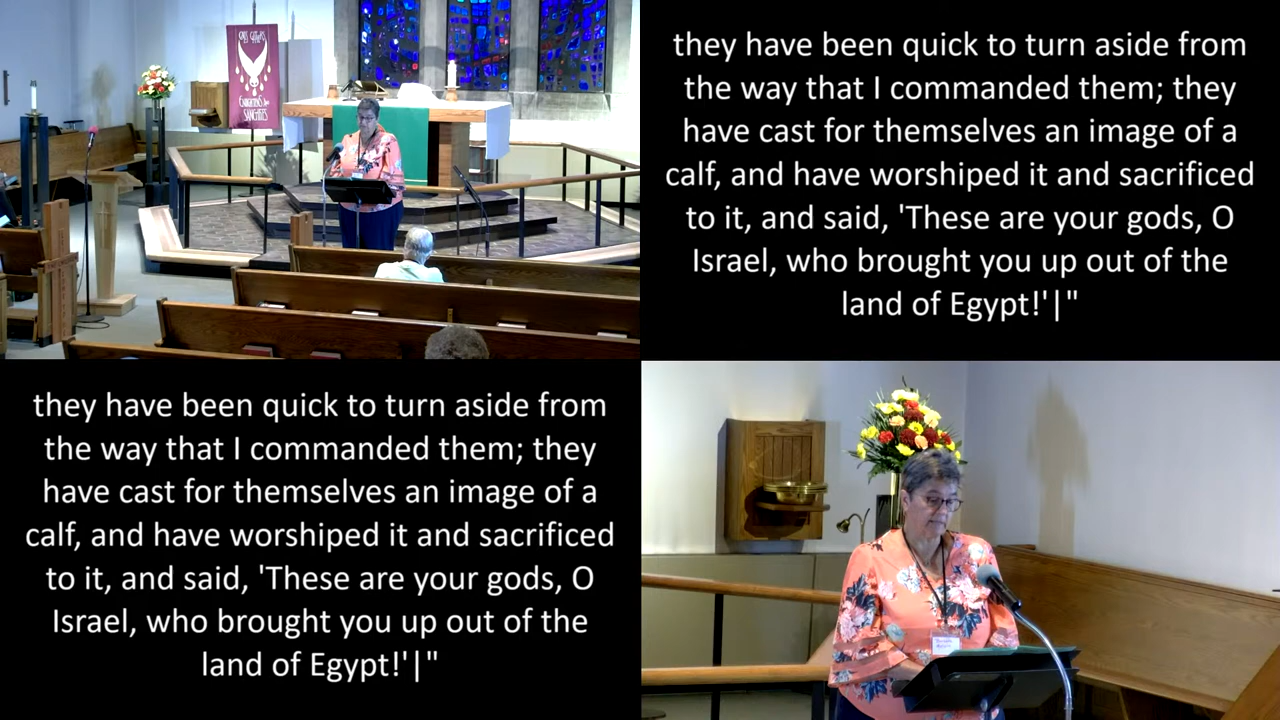 they have been quick to turn aside from
the way that I commanded them; they
have cast for themselves an image of a
calf, and have worshiped it and sacrificed
to it, and said, 'These are your gods, O
Israel, who brought you up out of the
land of Egypt!'|"
they have been quick to turn aside from
the way that I commanded them; they
have cast for themselves an image of a
calf, and have worshiped it and sacrificed
to it, and said, 'These are your gods, O
Israel, who brought you up out of the
land of Egypt!'|"